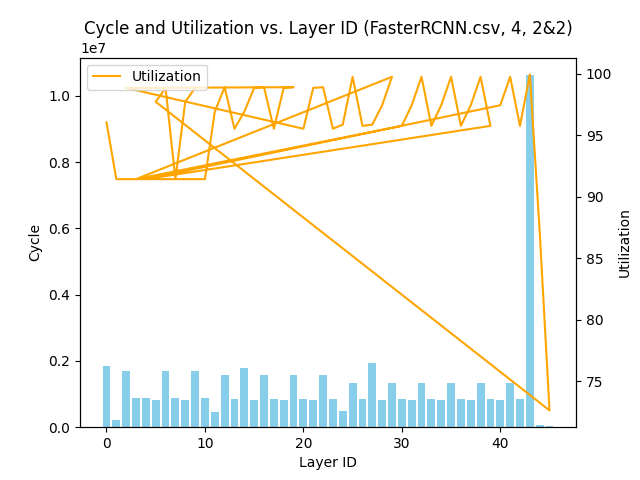 Cycle and Utilization vs. Layer ID (FasterRCNN.csv, 4, 2&2)
1e7
Utilization
1.0
0.8
0.6
0.4
0.2
0.0
Cycle
100
95
90
85
80
75
Utilization
0
10
20
30
40
Layer ID